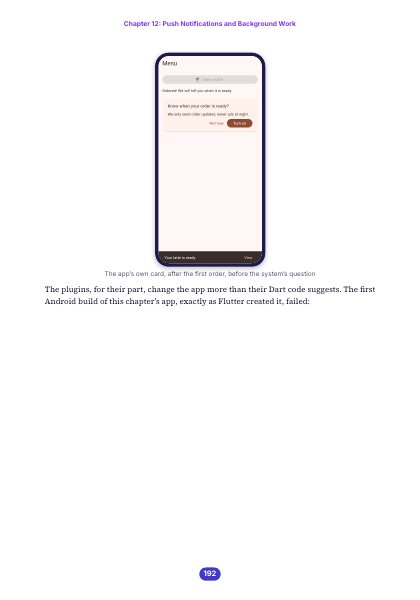 Chapter 12: Push Notifications and Background Work
Menu
Order a latte
Ordered! We will tell you when it is ready.
Know when your order is ready?
We only send order updates, never ads at night.
Not now
Turn on
Your latte is ready
View
The app's own card, after the first order, before the system's question
The plugins, for their part, change the app more than their Dart code suggests. The first
Android build of this chapter's app, exactly as Flutter created it, failed:
192